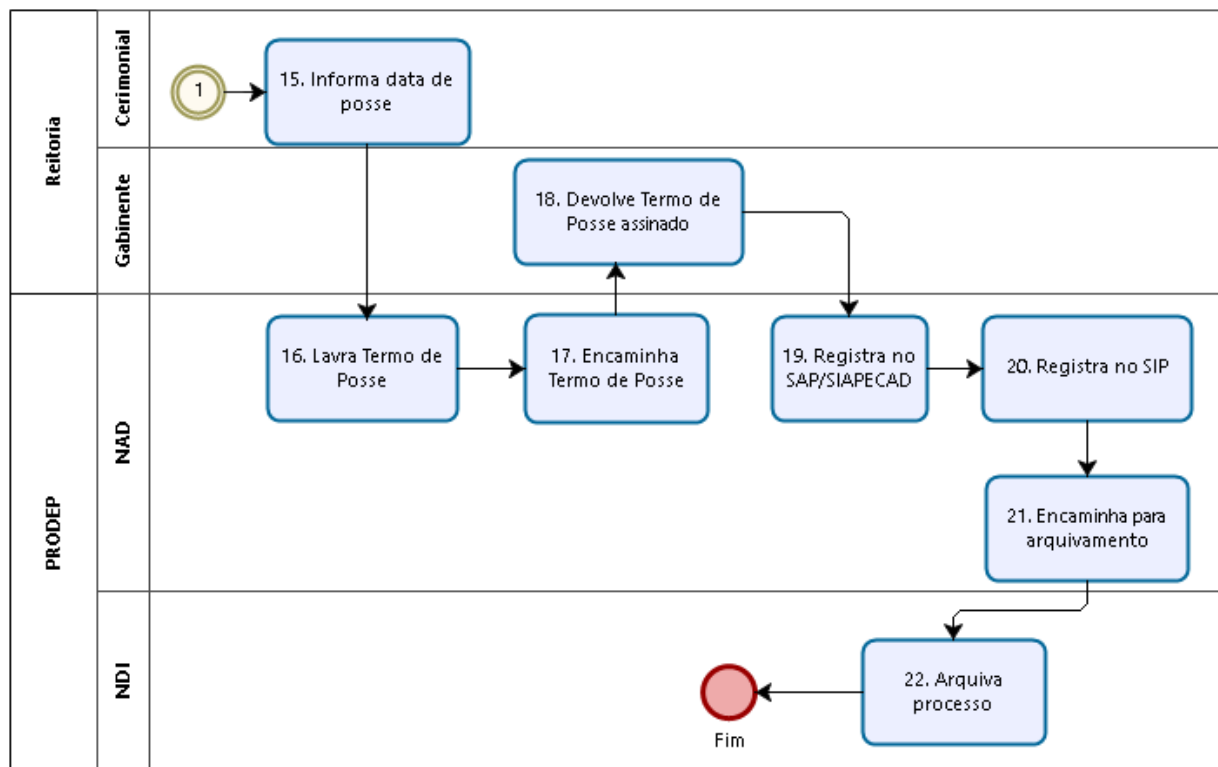 Reitoria
Cerimonial
1
15. Informa data de
posse
Gabinente
18. Devolve Termo de
Posse assinado
PRODEP
NAD
16. Lavra Termo de
Posse
17. Encaminha
Termo de Posse
19. Registra no
SAP/SIAPECAD
20. Registra no SIP
21. Encaminha para
arquivamento
NDI
22. Arquiva
processo
Fim